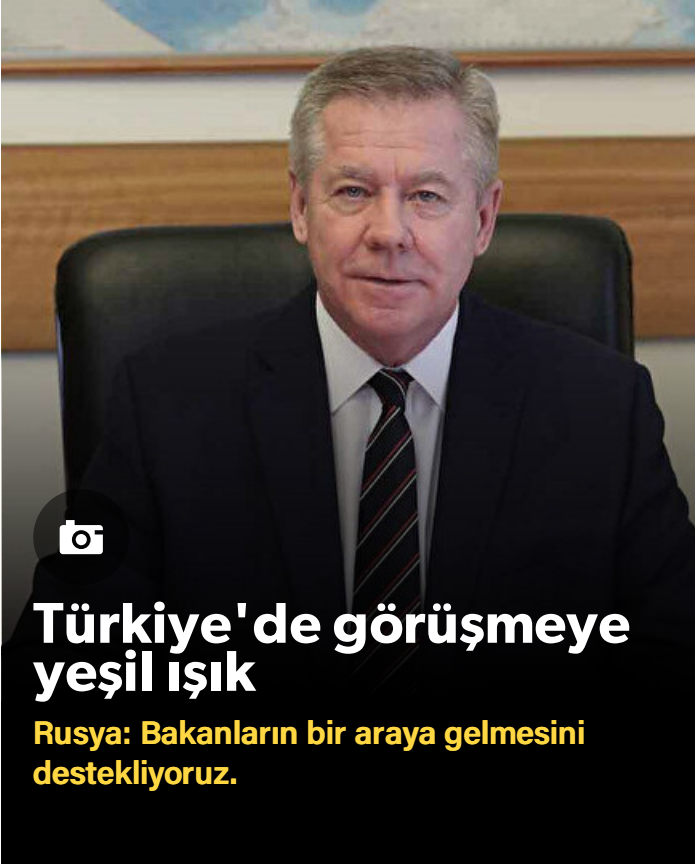 Türkiye'de görüşmeye
yeşil ışık
Rusya: Bakanların bir araya gelmesini
destekliyoruz.